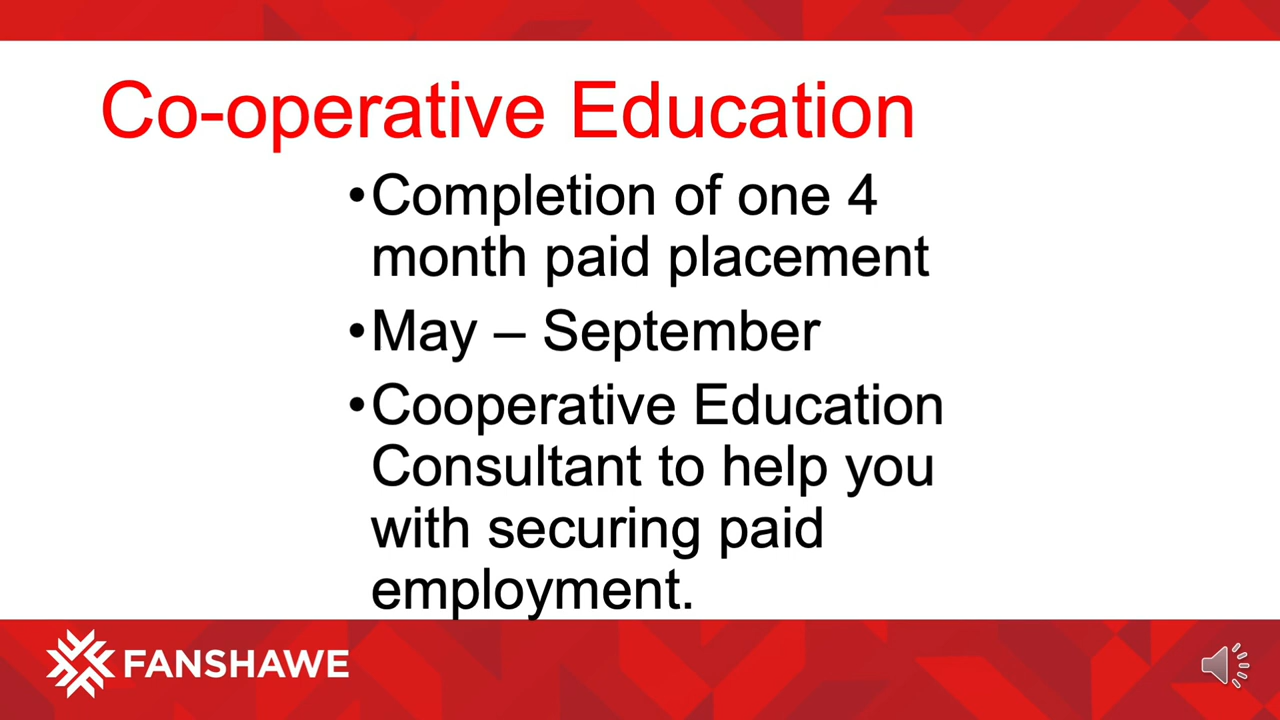 Co-operative Education
•Completion of one 4
month paid placement
•May – September
•Cooperative Education
Consultant to help you
with securing paid
employment.
FANSHAWE